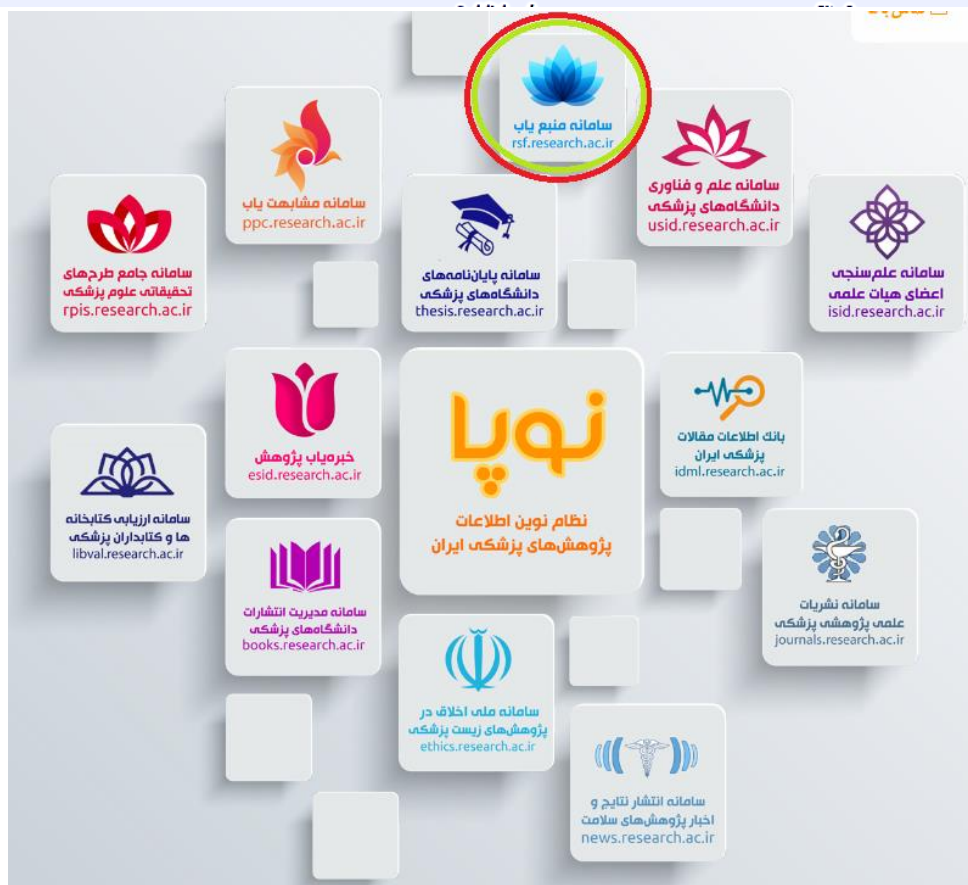 سامانه منبع یاب
rsf.research.ac.ir
سامانه علم و فناوری
دانشگاه‌های پزشکی
usid.research.ac.ir
سامانه مشابهت یاب
ppc.research.ac.ir
سامانه علم‌سنجی
اعضای هیات علمی
isid.research.ac.ir
سامانه پایان‌نامه‌های
دانشگاه‌های پزشکی
thesis.research.ac.ir
سامانه جامع طرح‌های
تحقیقاتی علوم پزشکی
rpis.research.ac.ir
بانک اطلاعات مقالات
پزشکی ایران
idml.research.ac.ir
نوپا
نظام نوین اطلاعات
پژوهش‌های پزشکی ایران
خبره‌یاب پژوهش
esid.research.ac.ir
سامانه ارزیابی کتابخانه
ها و کتابداران پزشکی
libval.research.ac.ir
سامانه نشریات
علمی پژوهشی پزشکی
journals.research.ac.ir
سامانه مدیریت انتشارات
دانشگاه‌های پزشکی
books.research.ac.ir
سامانه ملی اخلاق در
پژوهش‌های زیست پزشکی
ethics.research.ac.ir
سامانه انتشار نتایج و
اخبار پژوهش‌های سلامت
news.research.ac.ir